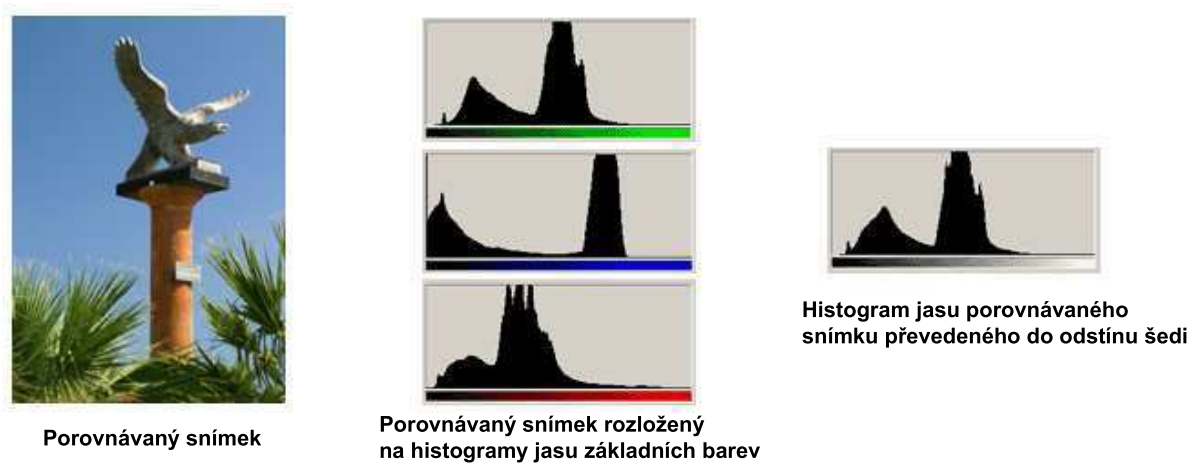 Porovnávaný snímek
Porovnávaný snímek rozložený
na histogramy jasu základních barev
Histogram jasu porovnávaného
snímku převedeného do odstínu šedi